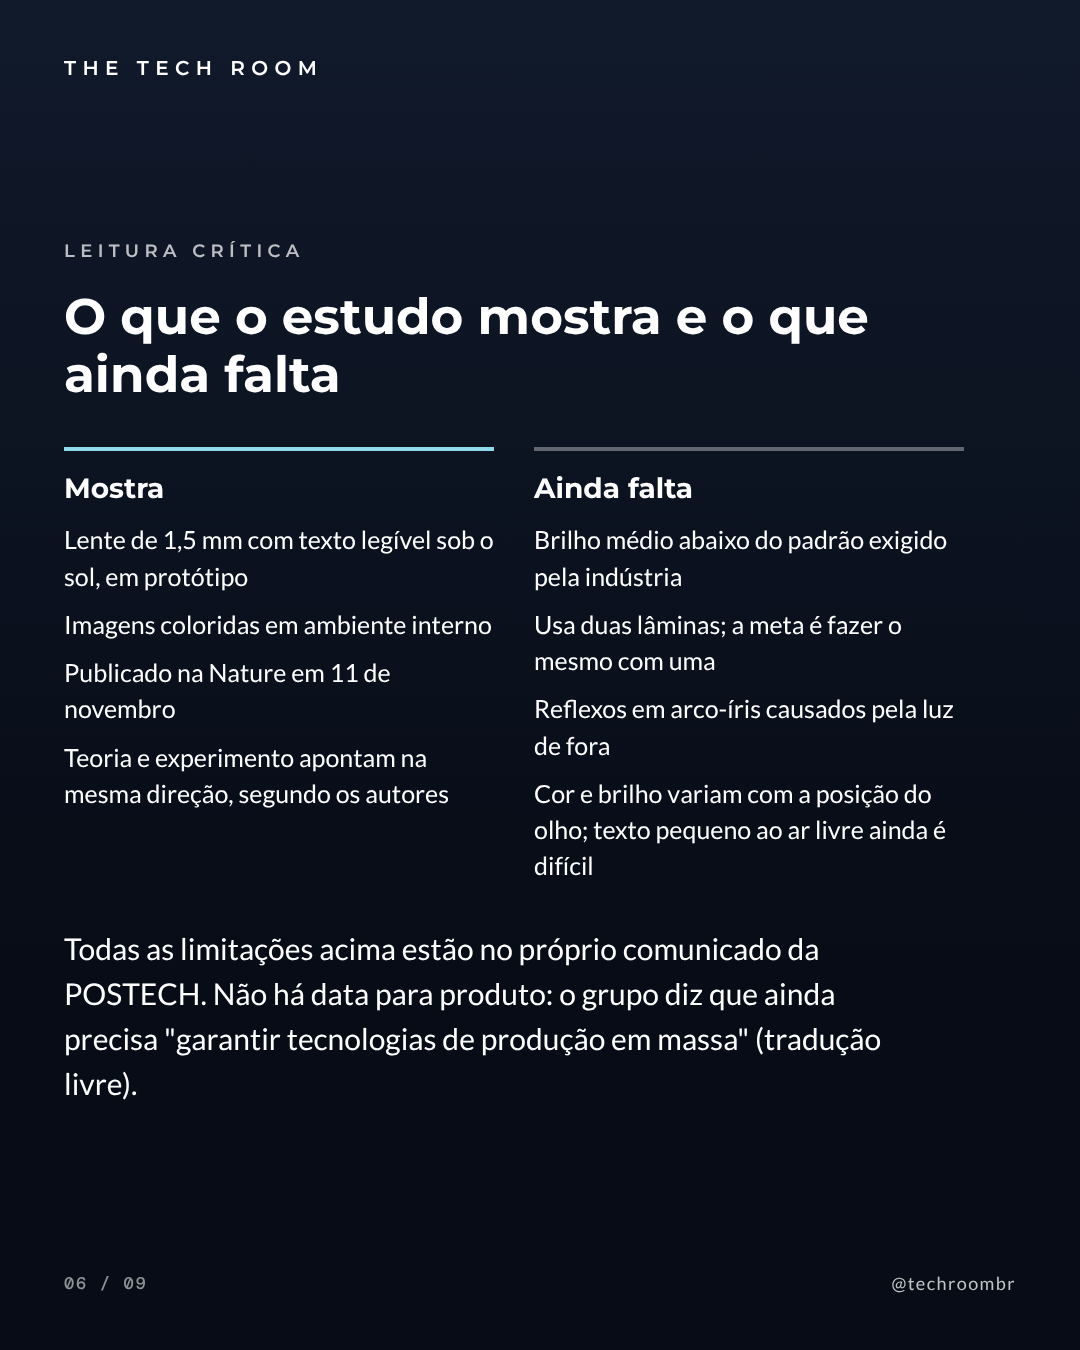 THE TECH ROOM
LEITURA CRÍTICA
O que o estudo mostra e o que
ainda falta
Mostra
Lente de 1,5 mm com texto legível sob o
sol, em protótipo
Imagens coloridas em ambiente interno
Publicado na Nature em 11 de
novembro
Teoria e experimento apontam na
mesma direção, segundo os autores
Ainda falta
Brilho médio abaixo do padrão exigido
pela indústria
Usa duas lâminas; a meta é fazer o
mesmo com uma
Reflexos em arco-íris causados pela luz
de fora
Cor e brilho variam com a posição do
olho; texto pequeno ao ar livre ainda é
difícil
Todas as limitações acima estão no próprio comunicado da
POSTECH. Não há data para produto: o grupo diz que ainda
precisa "garantir tecnologias de produção em massa" (tradução
livre).
06 / 09
@techroombr